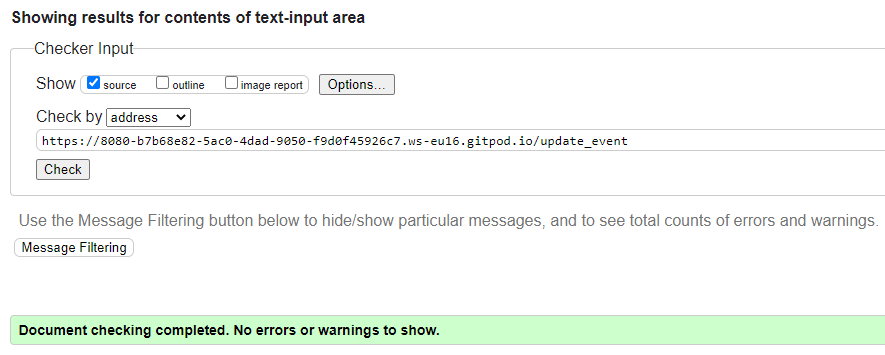 Showing results for contents of text-input area
Checker Input
Show source outline image report Options...
Check by address
https://8080-b7b68e82-5ac0-4dad-9050-f9d0f45926c7.ws-eu16.gitpod.io/update_event
Check
Use the Message Filtering button below to hide/show particular messages, and to see total counts of errors and warnings.
Message Filtering
Document checking completed. No errors or warnings to show.